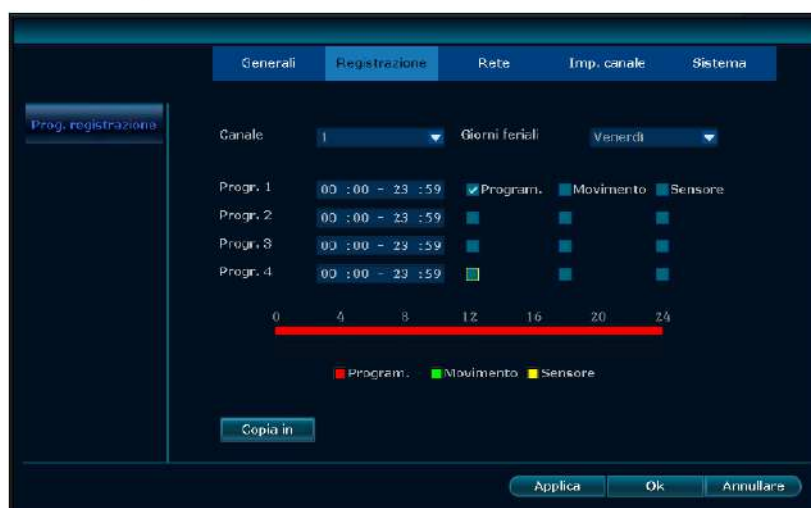 Generali Registrazione Rete Imp. canale Sistema
Prog. registrazione
Canale 1 Giorni feriali Venerdì
Progr. 1 00 :00 - 23 :59 Program. Movimento Sensore
Progr. 2 00 :00 - 23 :59
Progr. 3 00 :00 - 23 :59
Progr. 4 00 :00 - 23 :59
0 4 8 12 16 20 24
Program. Movimento Sensore
Copia in
Applica Ok Annullare